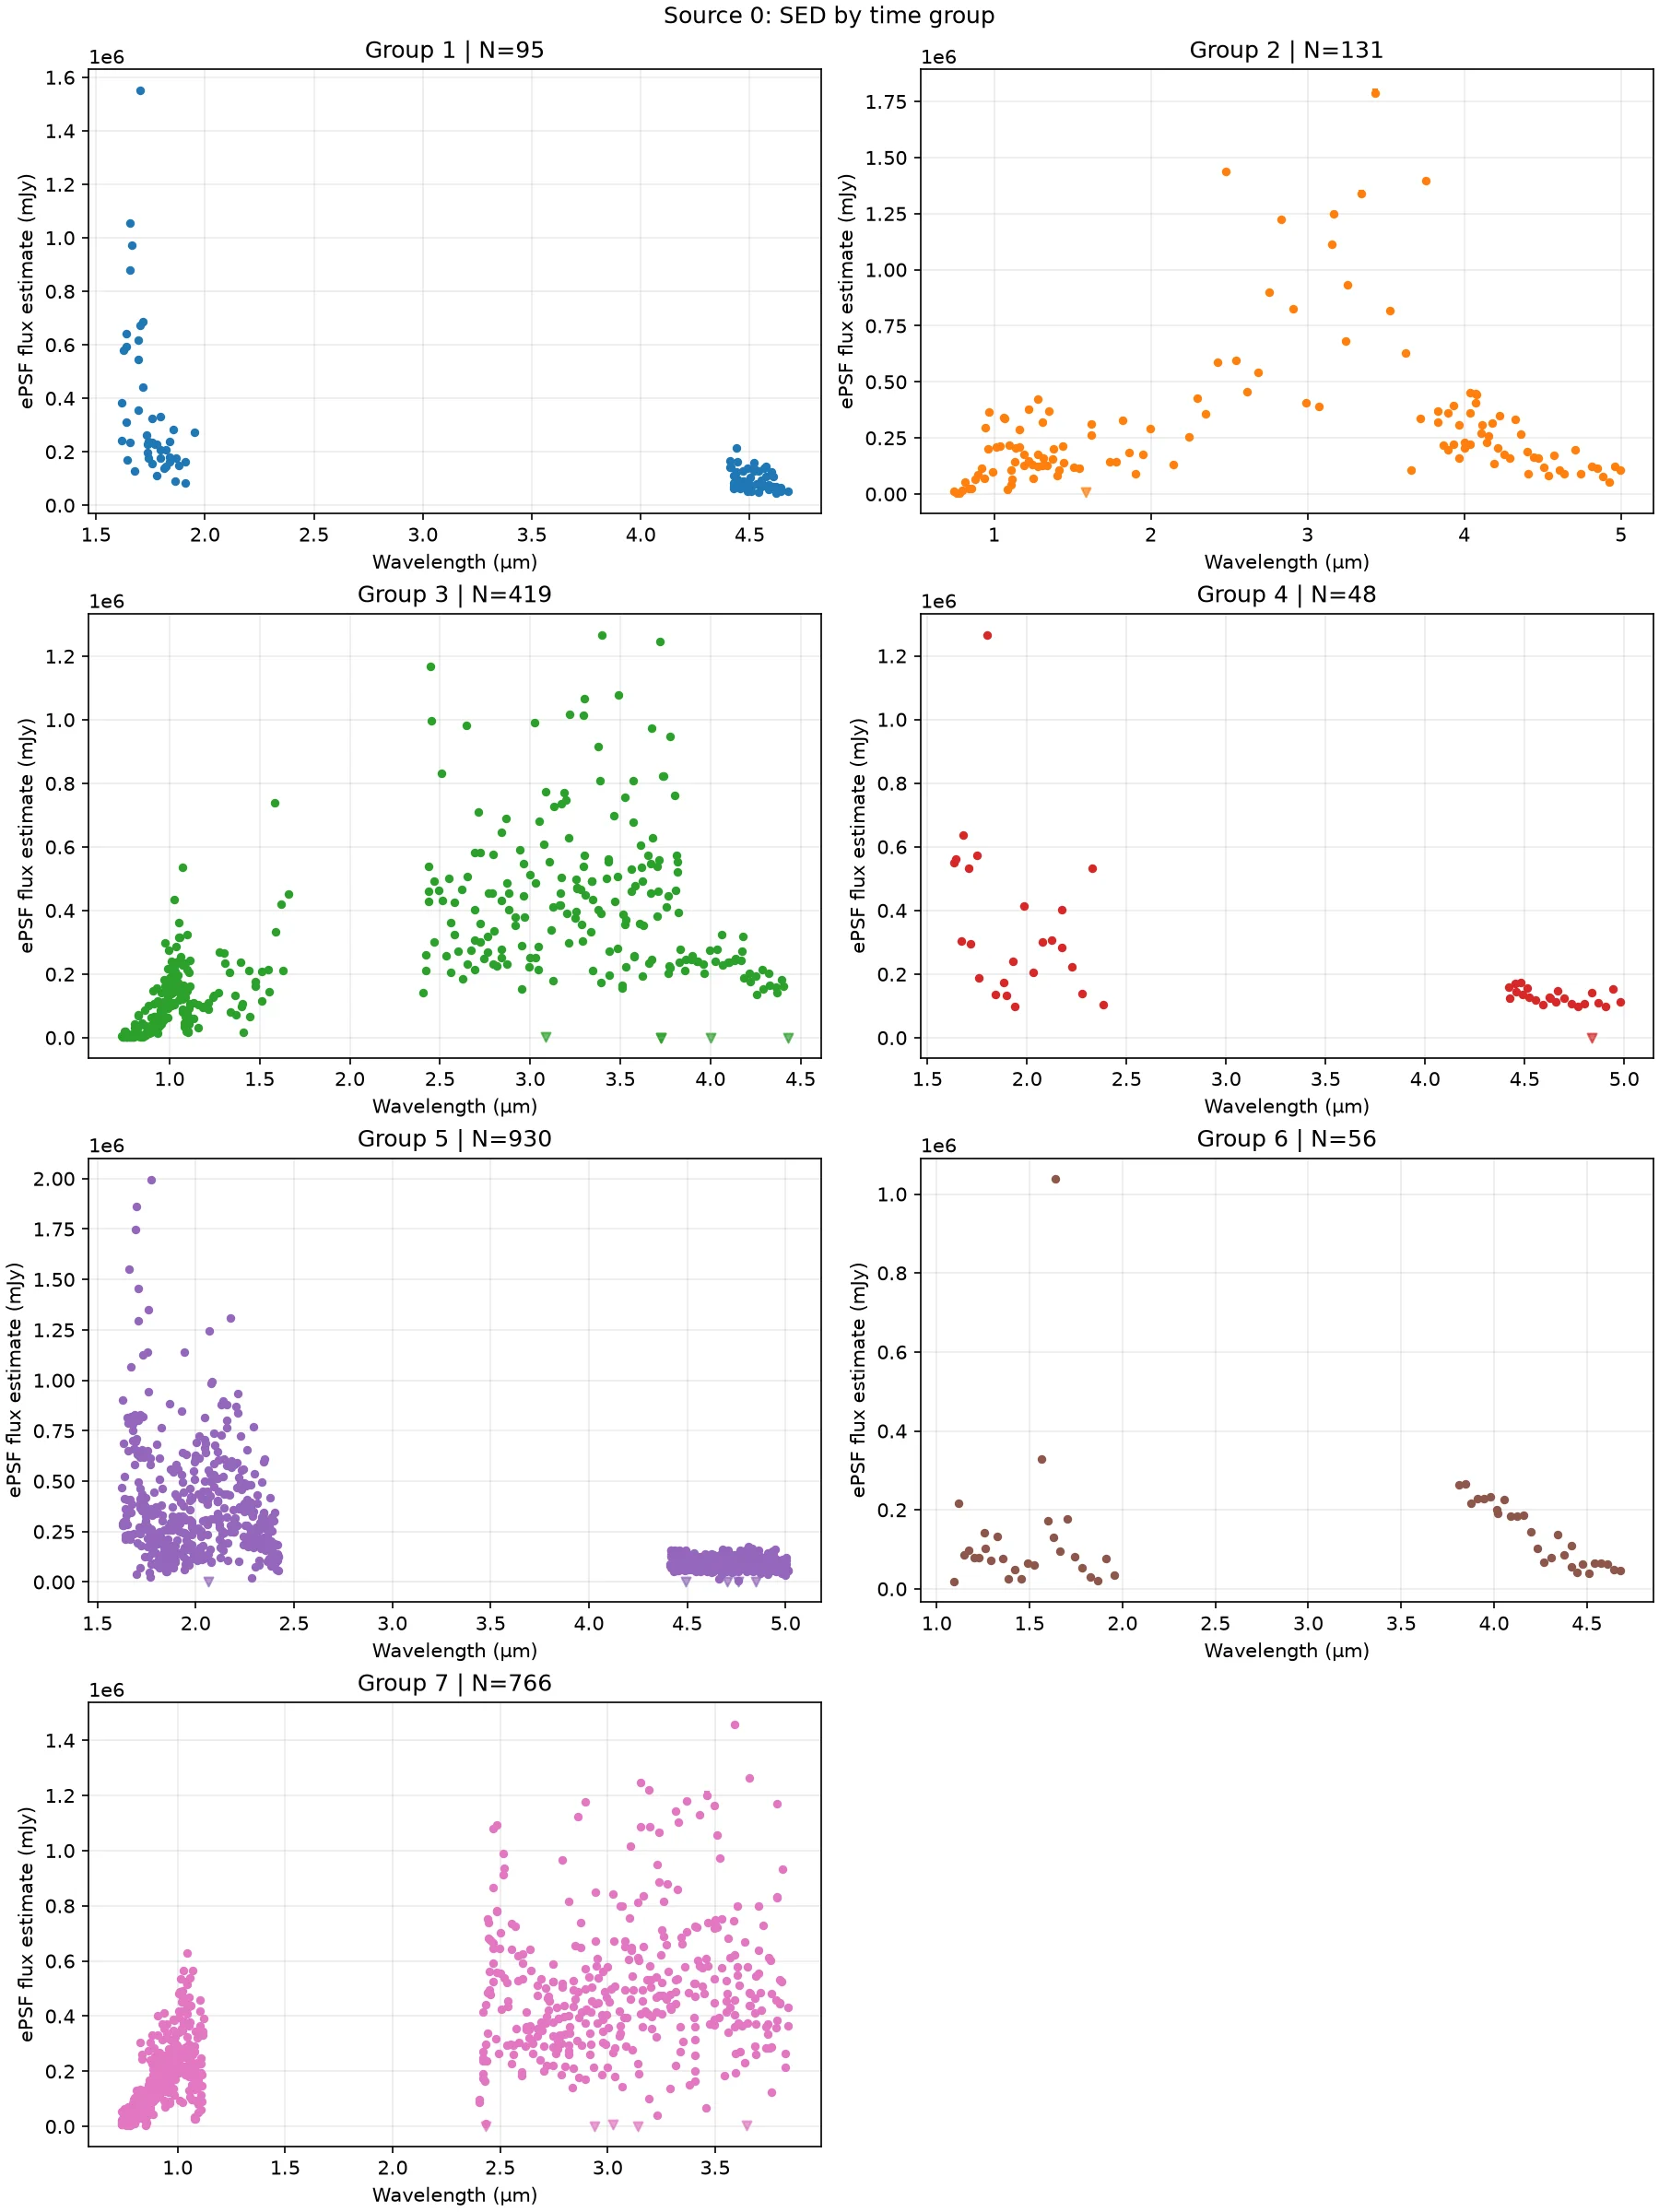 Source 0: SED by time group
Group 1 | N=95
1e6
ePSF flux estimate (mJy)
1.6
1.4
1.2
1.0
0.8
0.6
0.4
0.2
0.0
1.5 2.0 2.5 3.0 3.5 4.0 4.5
Wavelength (μm)
Group 2 | N=131
1e6
ePSF flux estimate (mJy)
1.75
1.50
1.25
1.00
0.75
0.50
0.25
0.00
1 2 3 4 5
Wavelength (μm)
Group 3 | N=419
1e6
ePSF flux estimate (mJy)
1.2
1.0
0.8
0.6
0.4
0.2
0.0
1.0 1.5 2.0 2.5 3.0 3.5 4.0 4.5
Wavelength (μm)
Group 4 | N=48
1e6
ePSF flux estimate (mJy)
1.2
1.0
0.8
0.6
0.4
0.2
0.0
1.5 2.0 2.5 3.0 3.5 4.0 4.5 5.0
Wavelength (μm)
Group 5 | N=930
1e6
ePSF flux estimate (mJy)
2.00
1.75
1.50
1.25
1.00
0.75
0.50
0.25
0.00
1.5 2.0 2.5 3.0 3.5 4.0 4.5 5.0
Wavelength (μm)
Group 6 | N=56
1e6
ePSF flux estimate (mJy)
1.0
0.8
0.6
0.4
0.2
0.0
1.0 1.5 2.0 2.5 3.0 3.5 4.0 4.5
Wavelength (μm)
Group 7 | N=766
1e6
ePSF flux estimate (mJy)
1.4
1.2
1.0
0.8
0.6
0.4
0.2
0.0
1.0 1.5 2.0 2.5 3.0 3.5
Wavelength (μm)